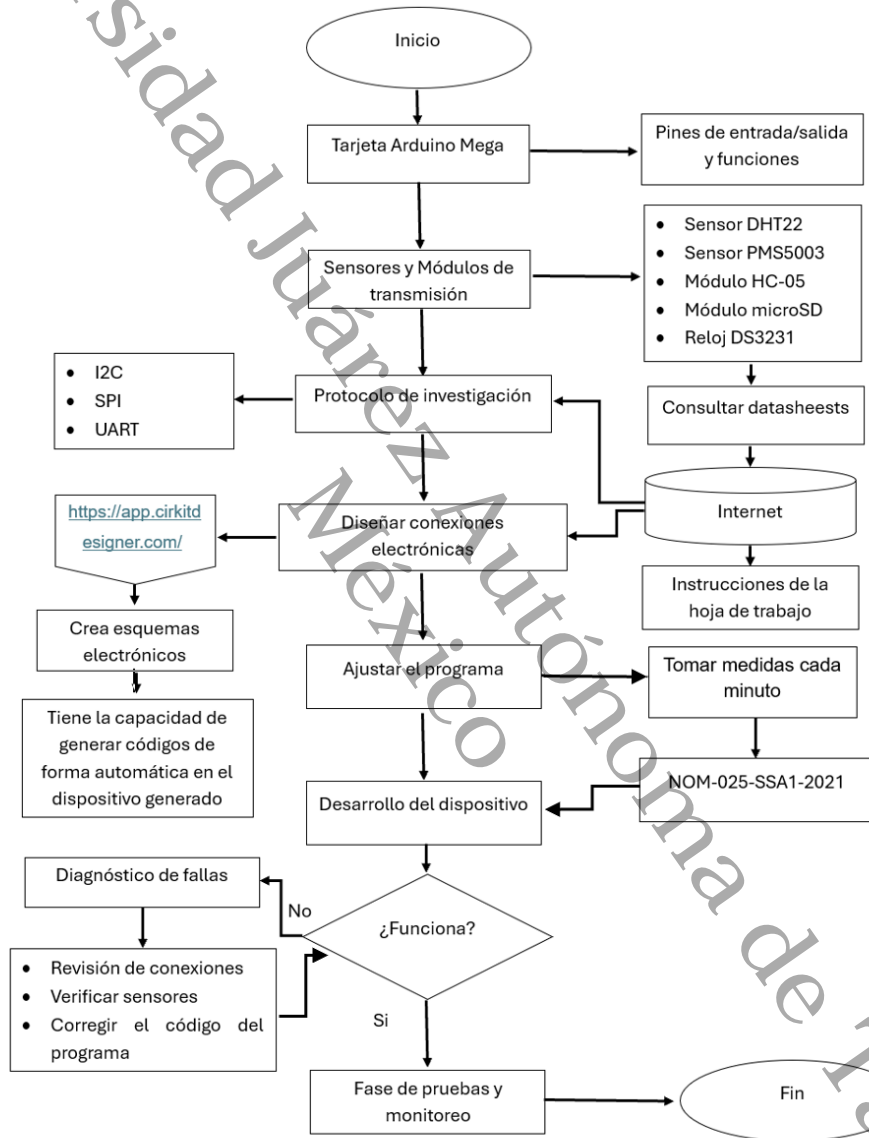 Inicio
Tarjeta Arduino Mega
Pines de entrada/salida
y funciones
Sensores y Módulos de
transmisión
• Sensor DHT22
• Sensor PMS5003
• Módulo HC-05
• Módulo microSD
• Reloj DS3231
• I2C
• SPI
• UART
Protocolo de investigación
Consultar datasheests
Internet
https://app.cirkitd
esigner.com/
Diseñar conexiones
electrónicas
Instrucciones de la
hoja de trabajo
Crea esquemas
electrónicos
Ajustar el programa
Tomar medidas cada
minuto
Tiene la capacidad de
generar códigos de
forma automática en el
dispositivo generado
NOM-025-SSA1-2021
Desarrollo del dispositivo
Diagnóstico de fallas
No
¿Funciona?
• Revisión de conexiones
• Verificar sensores
• Corregir el código del
programa
Si
Fase de pruebas y
monitoreo
Fin
Juárez Autónoma de
México